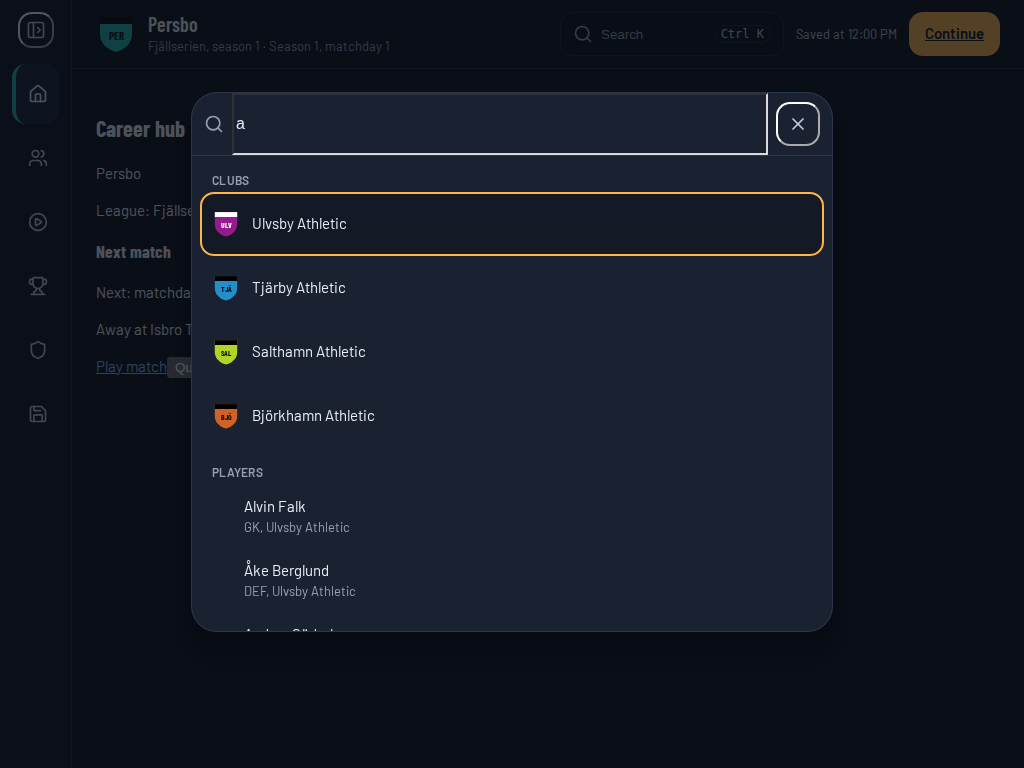 PER
Persbo
Fjällserien, season 1 · Season 1, matchday 1
Search
Ctrl K
Saved at 12:00 PM
Continue
Career hub
Persbo
League: Fjällse
Next match
Next: matchda
Away at Isbro T
Play match
Qu
a
CLUBS
ULV
Ulvsby Athletic
TJÄ
Tjärby Athletic
SAL
Salthamn Athletic
BJÖ
Björkhamn Athletic
PLAYERS
Alvin Falk
GK, Ulvsby Athletic
Åke Berglund
DEF, Ulvsby Athletic